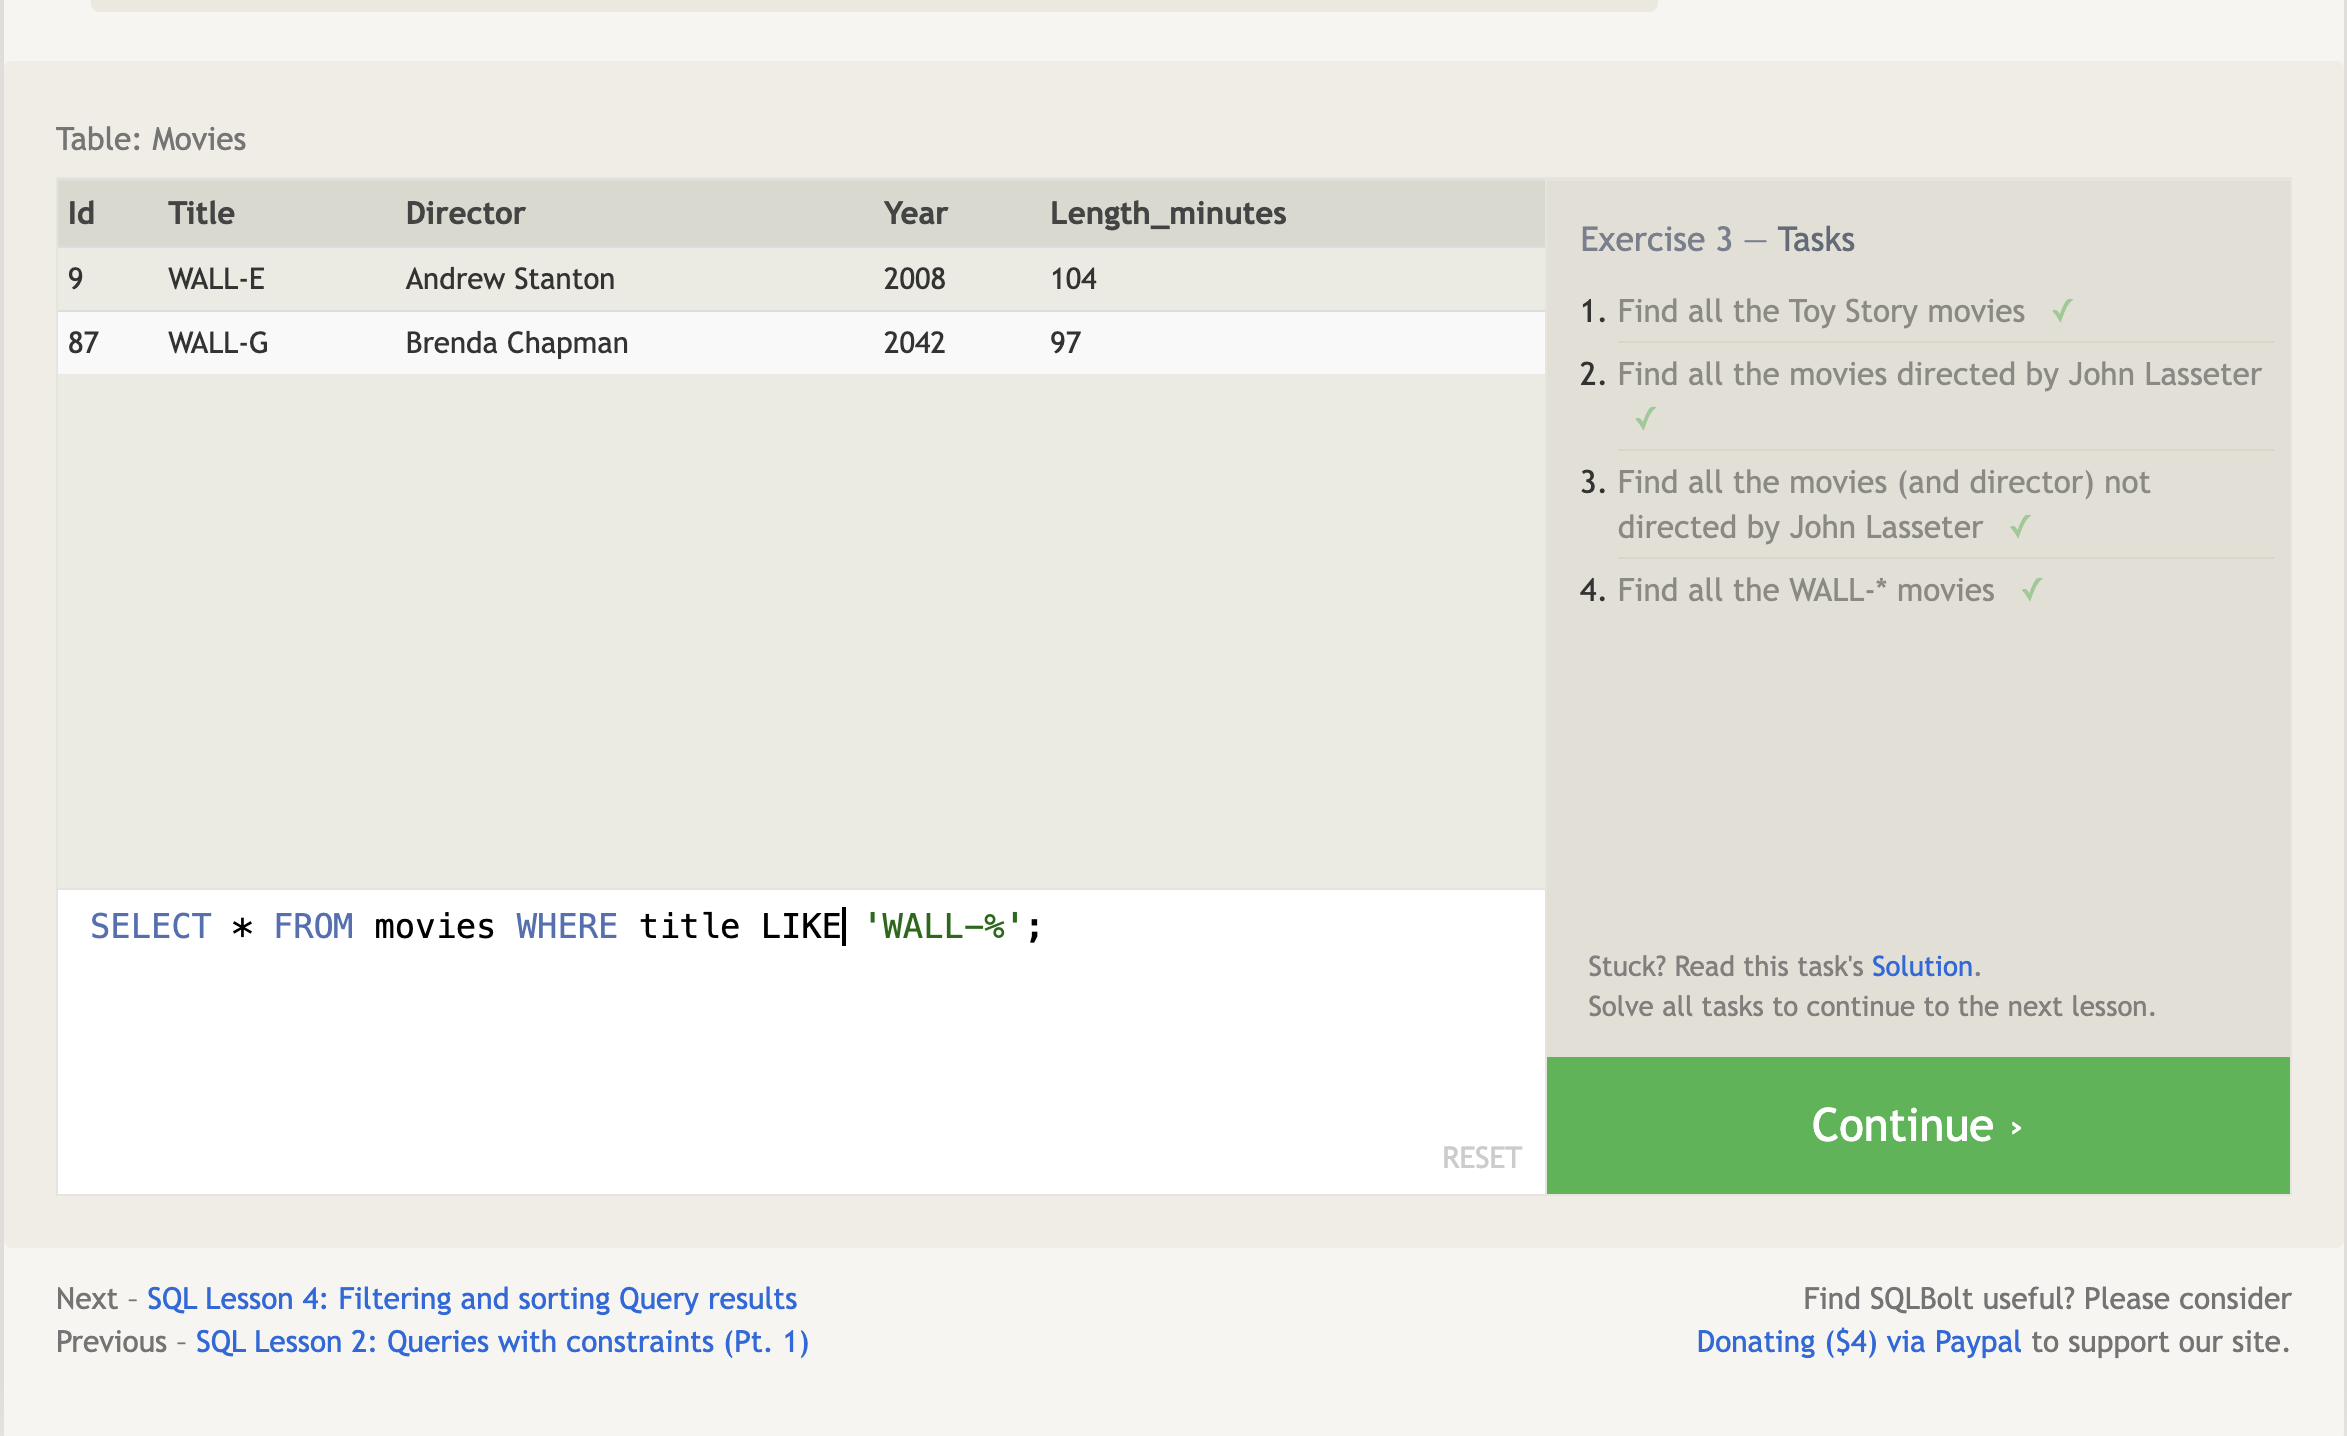 Table: Movies
Id Title Director Year Length_minutes
9 WALL-E Andrew Stanton 2008 104
87 WALL-G Brenda Chapman 2042 97
SELECT * FROM movies WHERE title LIKE 'WALL-%';
RESET
Exercise 3 — Tasks
1. Find all the Toy Story movies ✓
2. Find all the movies directed by John Lasseter
✓
3. Find all the movies (and director) not
directed by John Lasseter ✓
4. Find all the WALL-* movies ✓
Stuck? Read this task's Solution.
Solve all tasks to continue to the next lesson.
Continue ›
Next – SQL Lesson 4: Filtering and sorting Query results
Previous – SQL Lesson 2: Queries with constraints (Pt. 1)
Find SQLBolt useful? Please consider
Donating ($4) via Paypal to support our site.